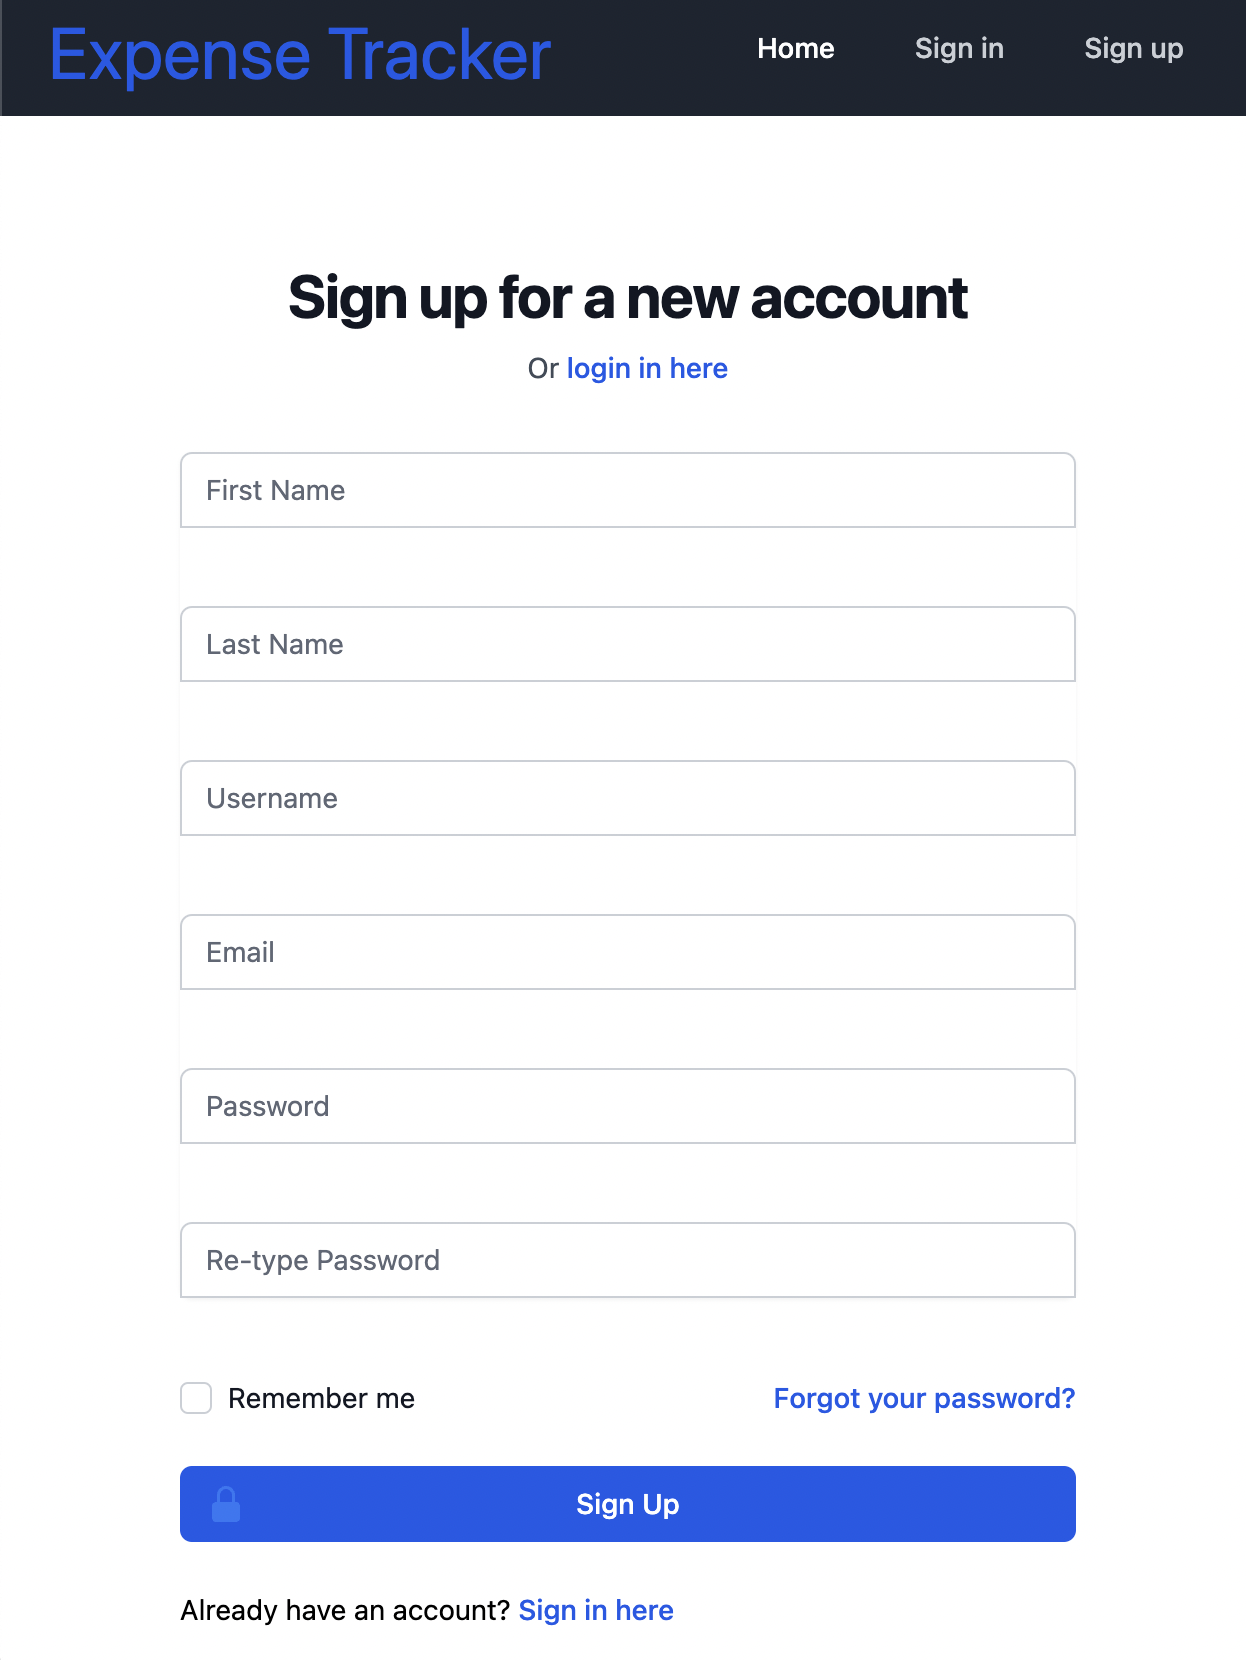 Expense Tracker Home Sign in Sign up
Sign up for a new account
Or login in here
First Name
Last Name
Username
Email
Password
Re-type Password
Remember me Forgot your password?
Sign Up
Already have an account? Sign in here